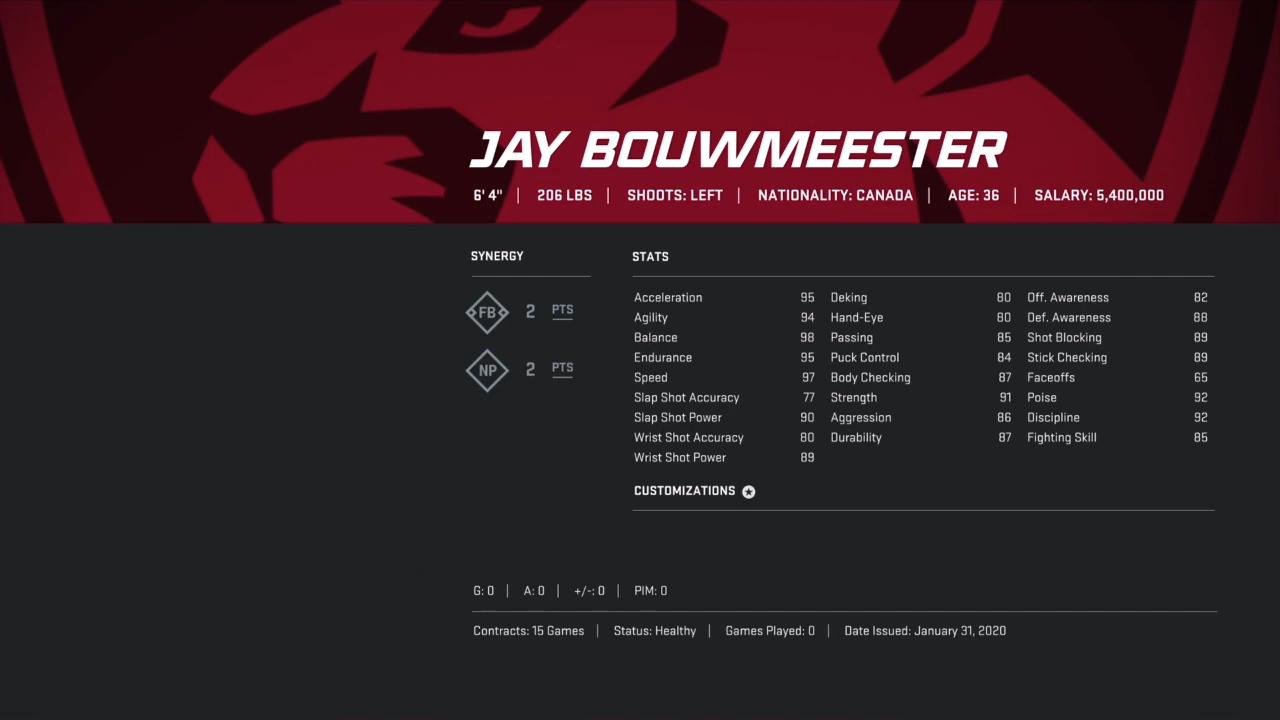 JAY BOUWMEESTER
6' 4" | 206 LBS | SHOOTS: LEFT | NATIONALITY: CANADA | AGE: 36 | SALARY: 5,400,000
SYNERGY
FB 2 PTS
NP 2 PTS
STATS
Acceleration 95 Deking 80 Off. Awareness 82
Agility 94 Hand-Eye 80 Def. Awareness 88
Balance 98 Passing 85 Shot Blocking 89
Endurance 95 Puck Control 84 Stick Checking 89
Speed 97 Body Checking 87 Faceoffs 65
Slap Shot Accuracy 77 Strength 91 Poise 92
Slap Shot Power 90 Aggression 86 Discipline 92
Wrist Shot Accuracy 80 Durability 87 Fighting Skill 85
Wrist Shot Power 89
CUSTOMIZATIONS
G: 0 | A: 0 | +/-: 0 | PIM: 0
Contracts: 15 Games | Status: Healthy | Games Played: 0 | Date Issued: January 31, 2020